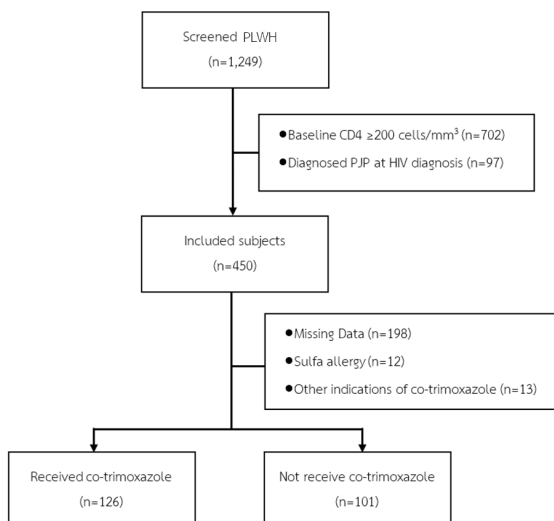 Screened PLWH
(n=1,249)
●Baseline CD4 ≥200 cells/mm³ (n=702)
●Diagnosed PJP at HIV diagnosis (n=97)
Included subjects
(n=450)
●Missing Data (n=198)
●Sulfa allergy (n=12)
●Other indications of co-trimoxazole (n=13)
Received co-trimoxazole
(n=126)
Not receive co-trimoxazole
(n=101)